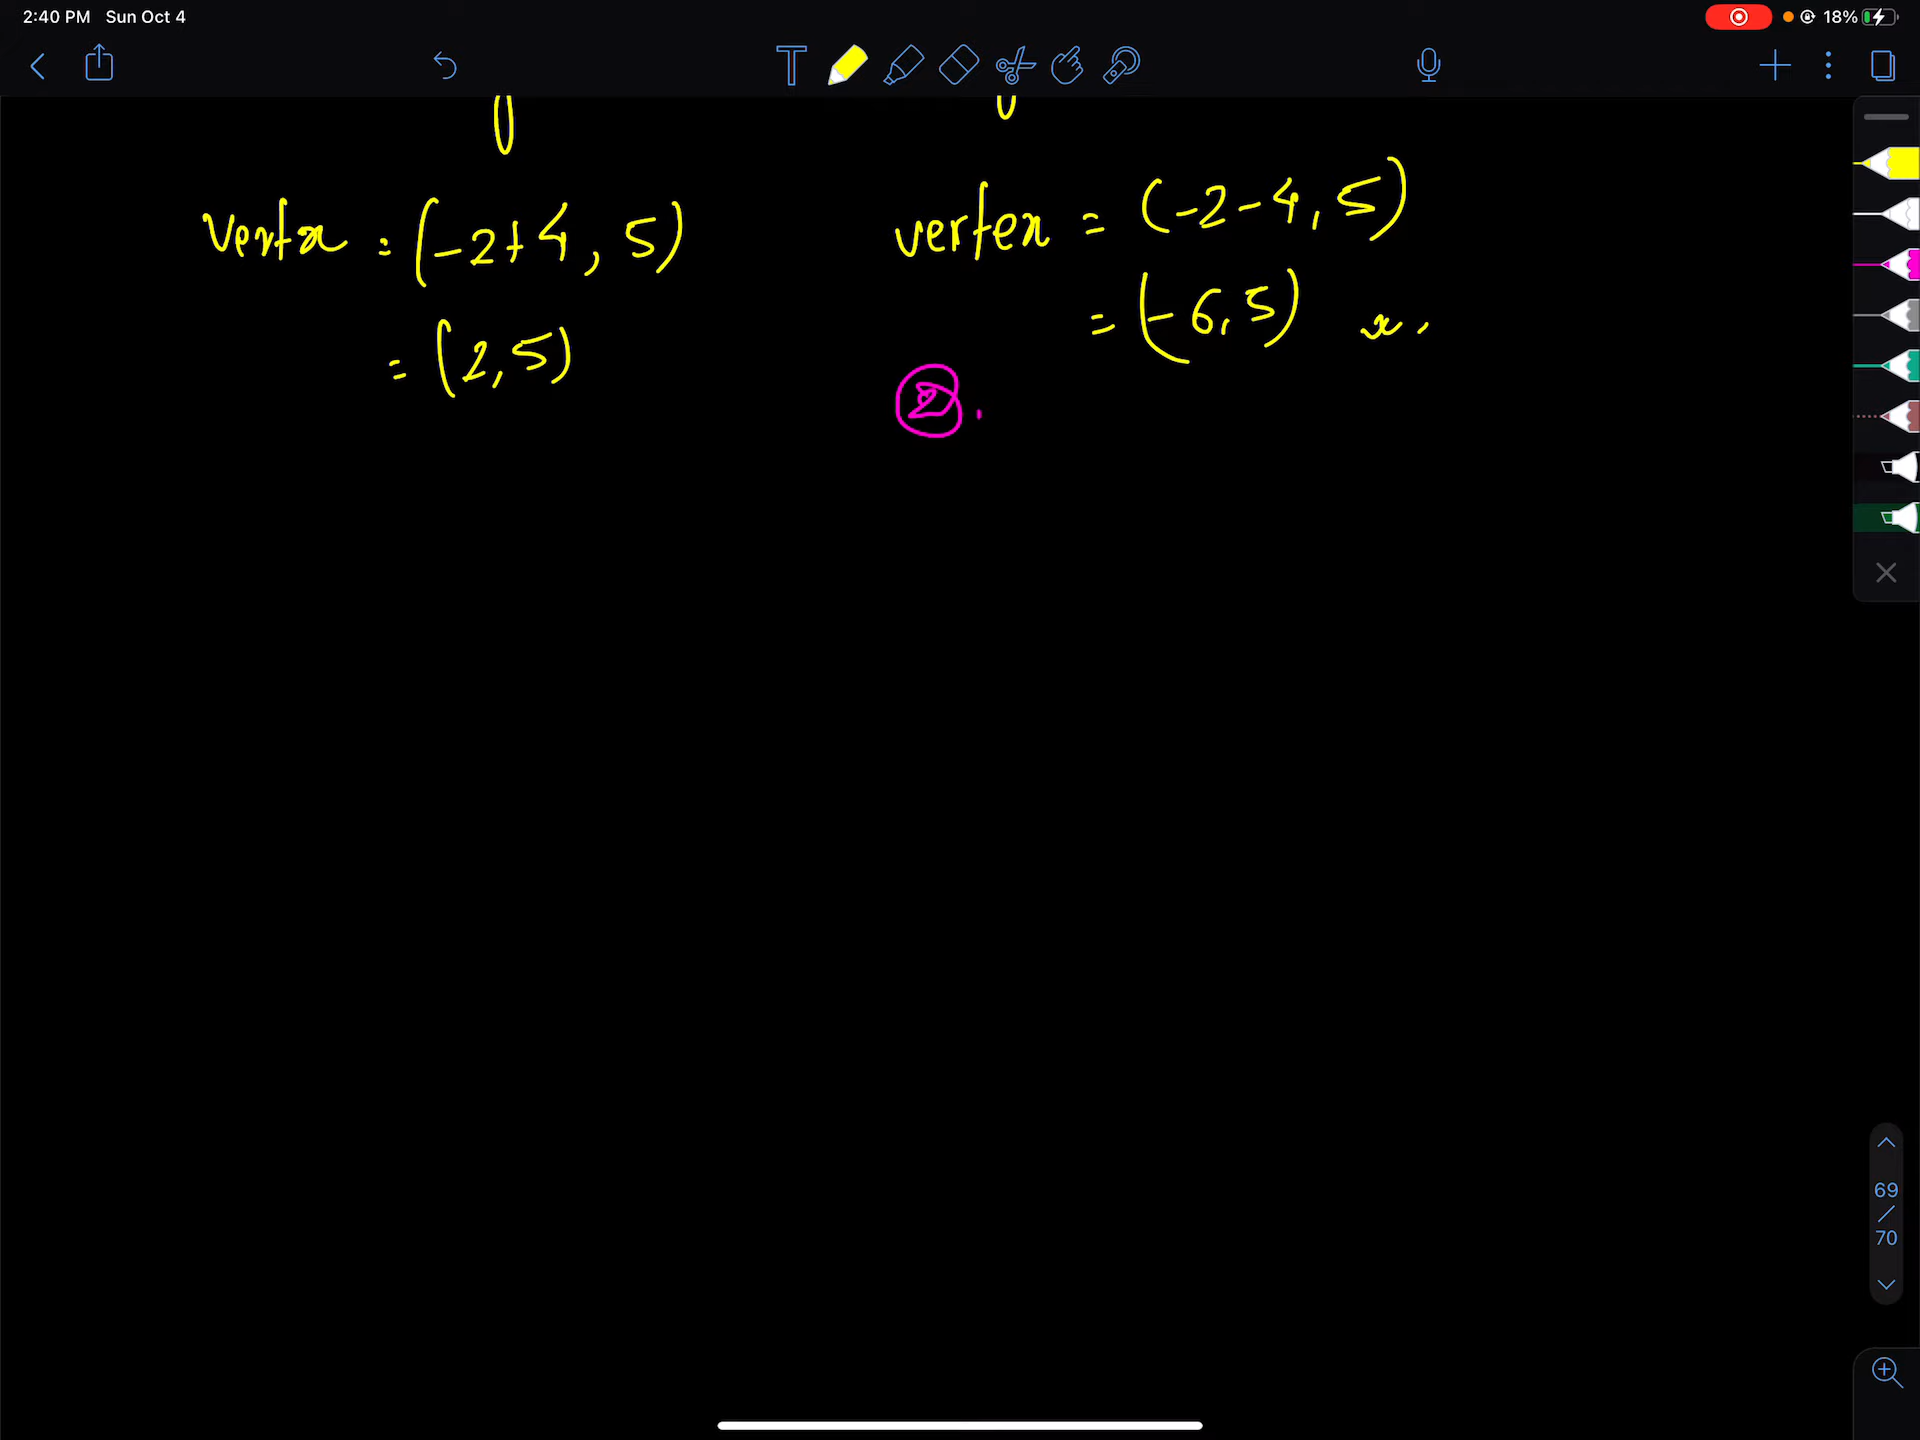 2:40 PM Sun Oct 4
18%
T
vertex = (-2+4, 5)
= (2, 5)
vertex = (-2-4, 5)
= (-6, 5) x.
2.
69
/
70